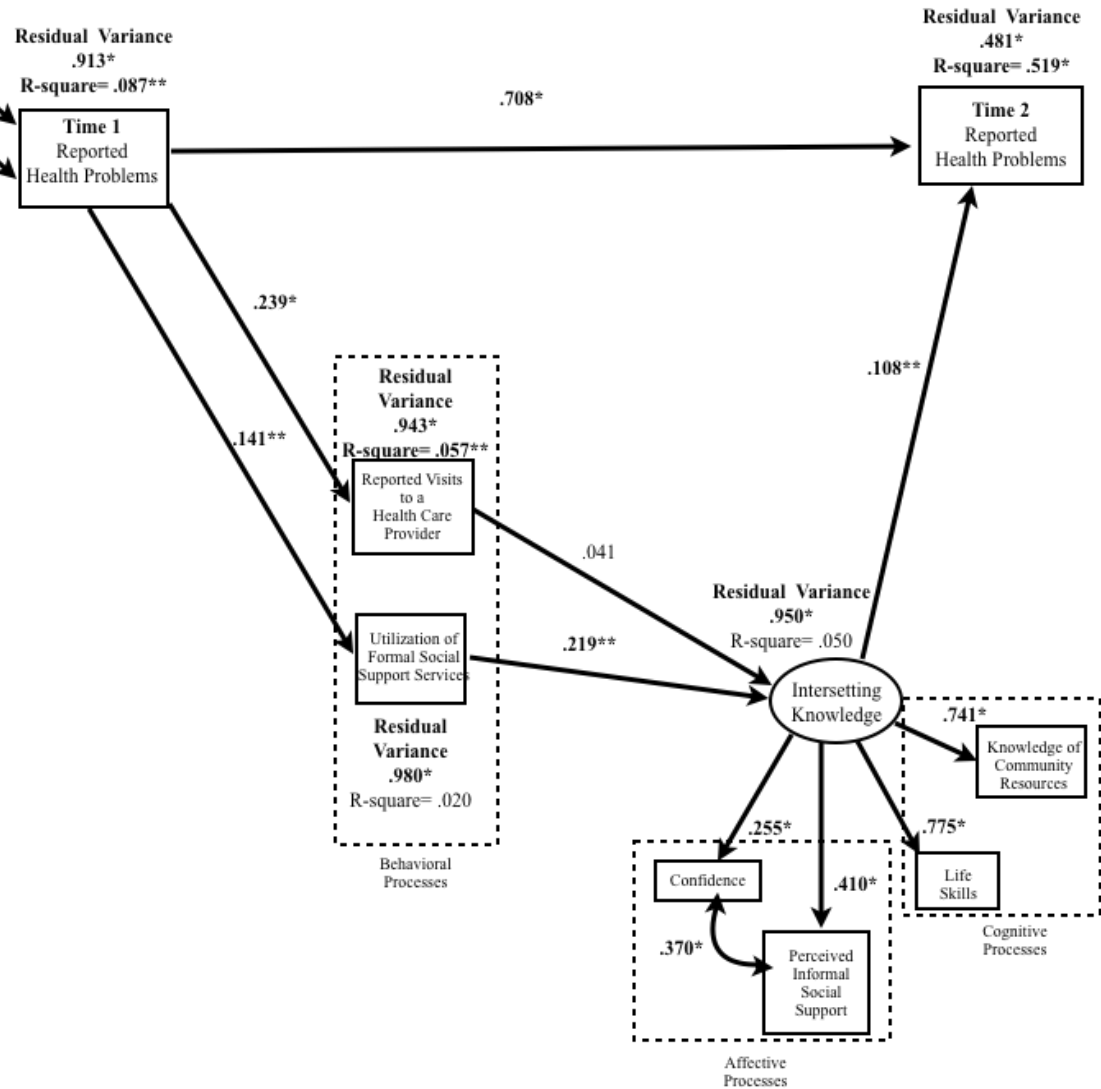 Residual Variance
.913*
R-square= .087**
Time 1
Reported
Health Problems
.708*
Residual Variance
.481*
R-square= .519*
Time 2
Reported
Health Problems
.239*
.141**
.108**
Residual
Variance
.943*
R-square= .057**
Reported Visits
to a
Health Care
Provider
.041
Utilization of
Formal Social
Support Services
.219**
Residual
Variance
.980*
R-square= .020
Behavioral
Processes
Residual Variance
.950*
R-square= .050
Intersetting
Knowledge
.741*
Knowledge of
Community
Resources
.775*
Life
Skills
Cognitive
Processes
.255*
Confidence
.410*
.370*
Perceived
Informal
Social
Support
Affective
Processes